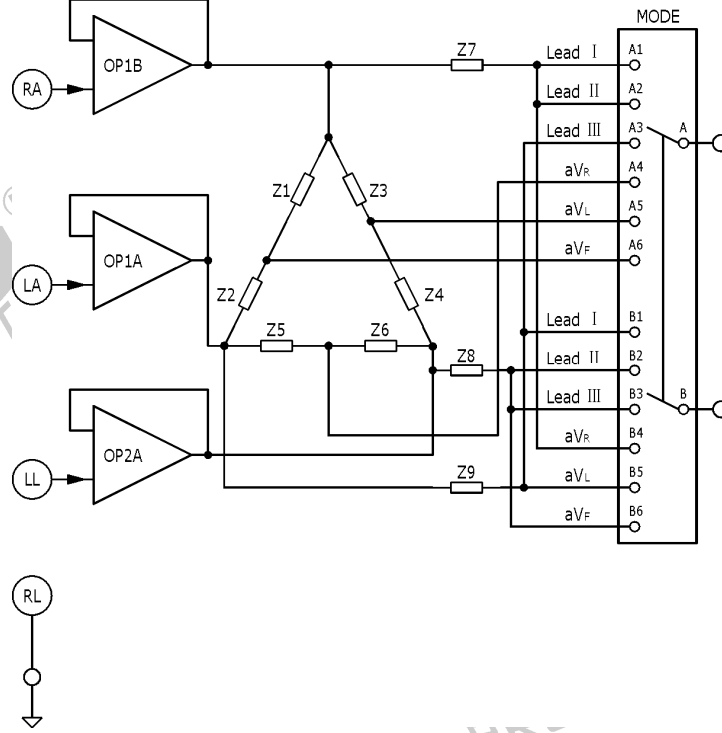 MODE
OP1B
RA
Z7
Lead I A1
Lead II A2
Lead III A3 A
aVR A4
aVL A5
aVF A6
Z1 Z3
OP1A
LA
Z2 Z4
Z5 Z6
Lead I B1
Z8 Lead II B2
Lead III B3 B
aVR B4
OP2A
LL
Z9 aVL B5
aVF B6
RL